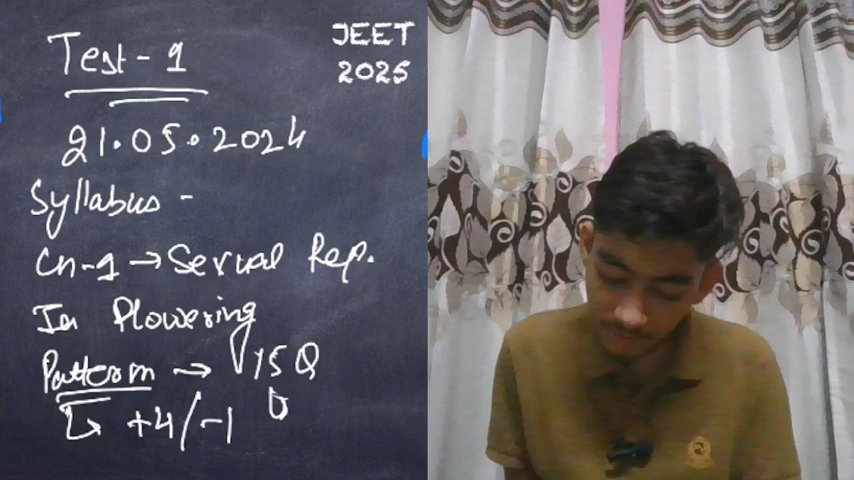 Test - 1
JEET
2025
21.05.2024
Syllabus -
Ch-1 → Sexual Rep.
In Flowering
Pattern → 15 Q
↳ +4/-1